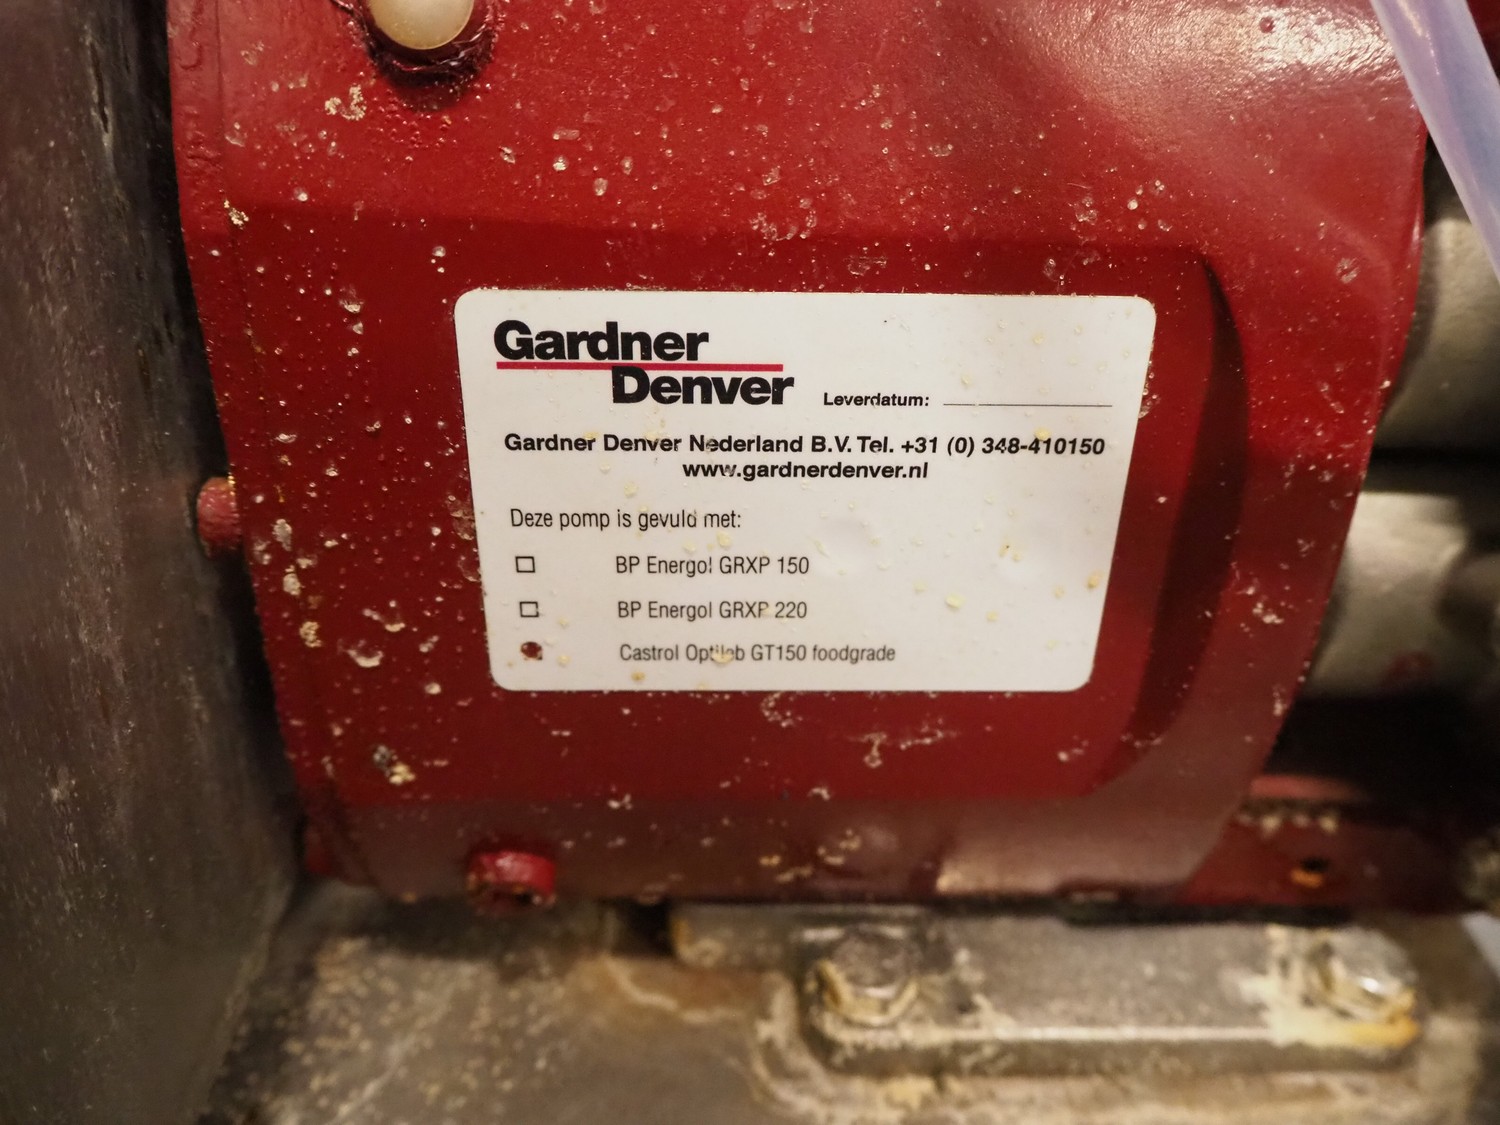 Gardner
Denver
Leverdatum:
Gardner Denver Nederland B.V. Tel. +31 (0) 348-410150
www.gardnerdenver.nl
Deze pomp is gevuld met:
BP Energol GRXP 150
BP Energol GRXP 220
Castrol Optileb GT150 foodgrade